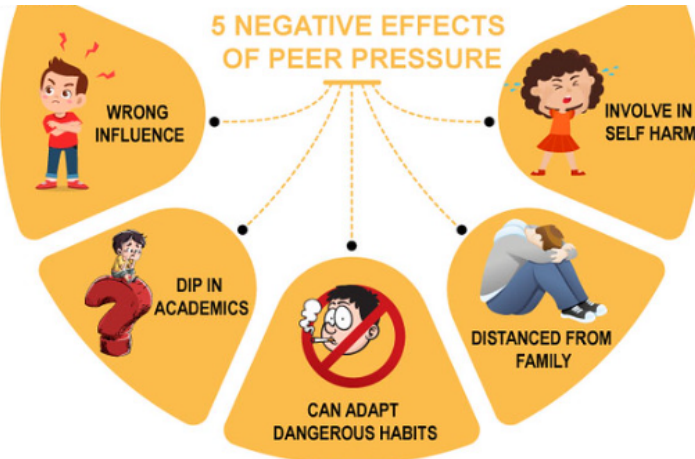 5 NEGATIVE EFFECTS
OF PEER PRESSURE
WRONG
INFLUENCE
DIP IN
ACADEMICS
CAN ADAPT
DANGEROUS HABITS
DISTANCED FROM
FAMILY
INVOLVE IN
SELF HARM